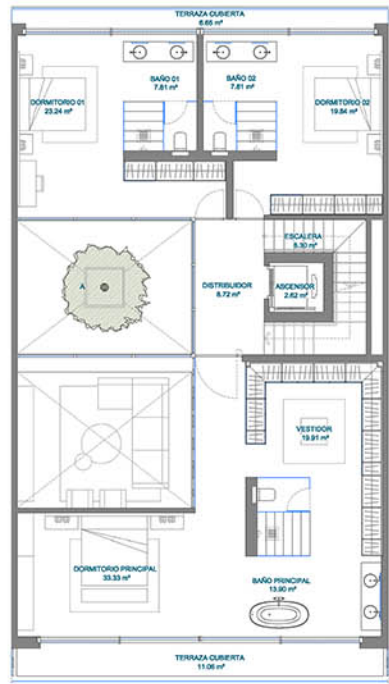 TERRAZA CUBIERTA
6.65 m²
BAÑO 01
7.81 m²
BAÑO 02
7.81 m²
DORMITORIO 01
23.24 m²
DORMITORIO 02
19.84 m²
ESCALERA
8.30 m²
A
DISTRIBUIDOR
8.72 m²
ASCENSOR
2.62 m²
VESTIDOR
19.91 m²
DORMITORIO PRINCIPAL
33.33 m²
BAÑO PRINCIPAL
13.90 m²
TERRAZA CUBIERTA
11.06 m²